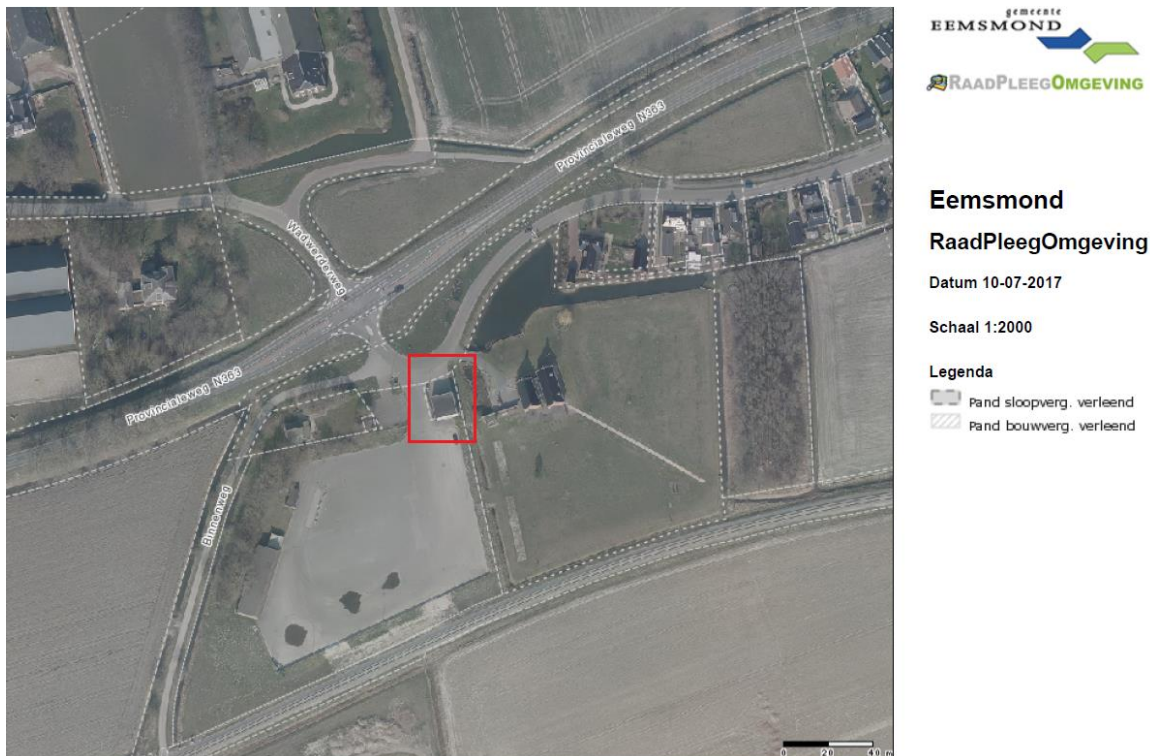 gemeente
EEMSMOND
RAADPLEEGOMGEVING
Eemsmond
RaadPleegOmgeving
Datum 10-07-2017
Schaal 1:2000
Legenda
Pand sloopverg. verleend
Pand bouwverg. verleend
Provincialeweg N363
Wadwerderweg
Provincialeweg N363
Binnenweg
0 20 40 m